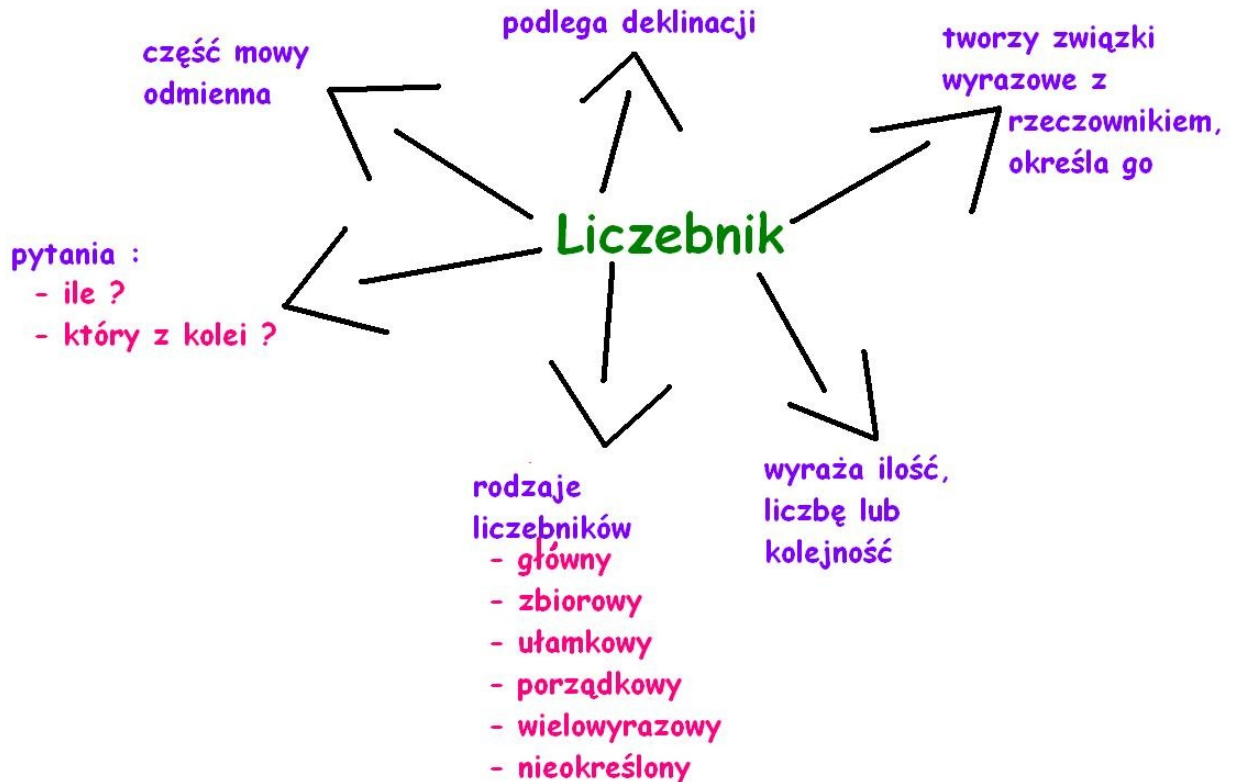 podlega deklinacji
część mowy
odmienna
tworzy związki
wyrazowe z
rzeczownikiem,
określa go
Liczebnik
pytania :
- ile ?
- który z kolei ?
rodzaje
liczebników
- główny
- zbiorowy
- ułamkowy
- porządkowy
- wielowyrazowy
- nieokreślony
wyraża ilość,
liczbę lub
kolejność